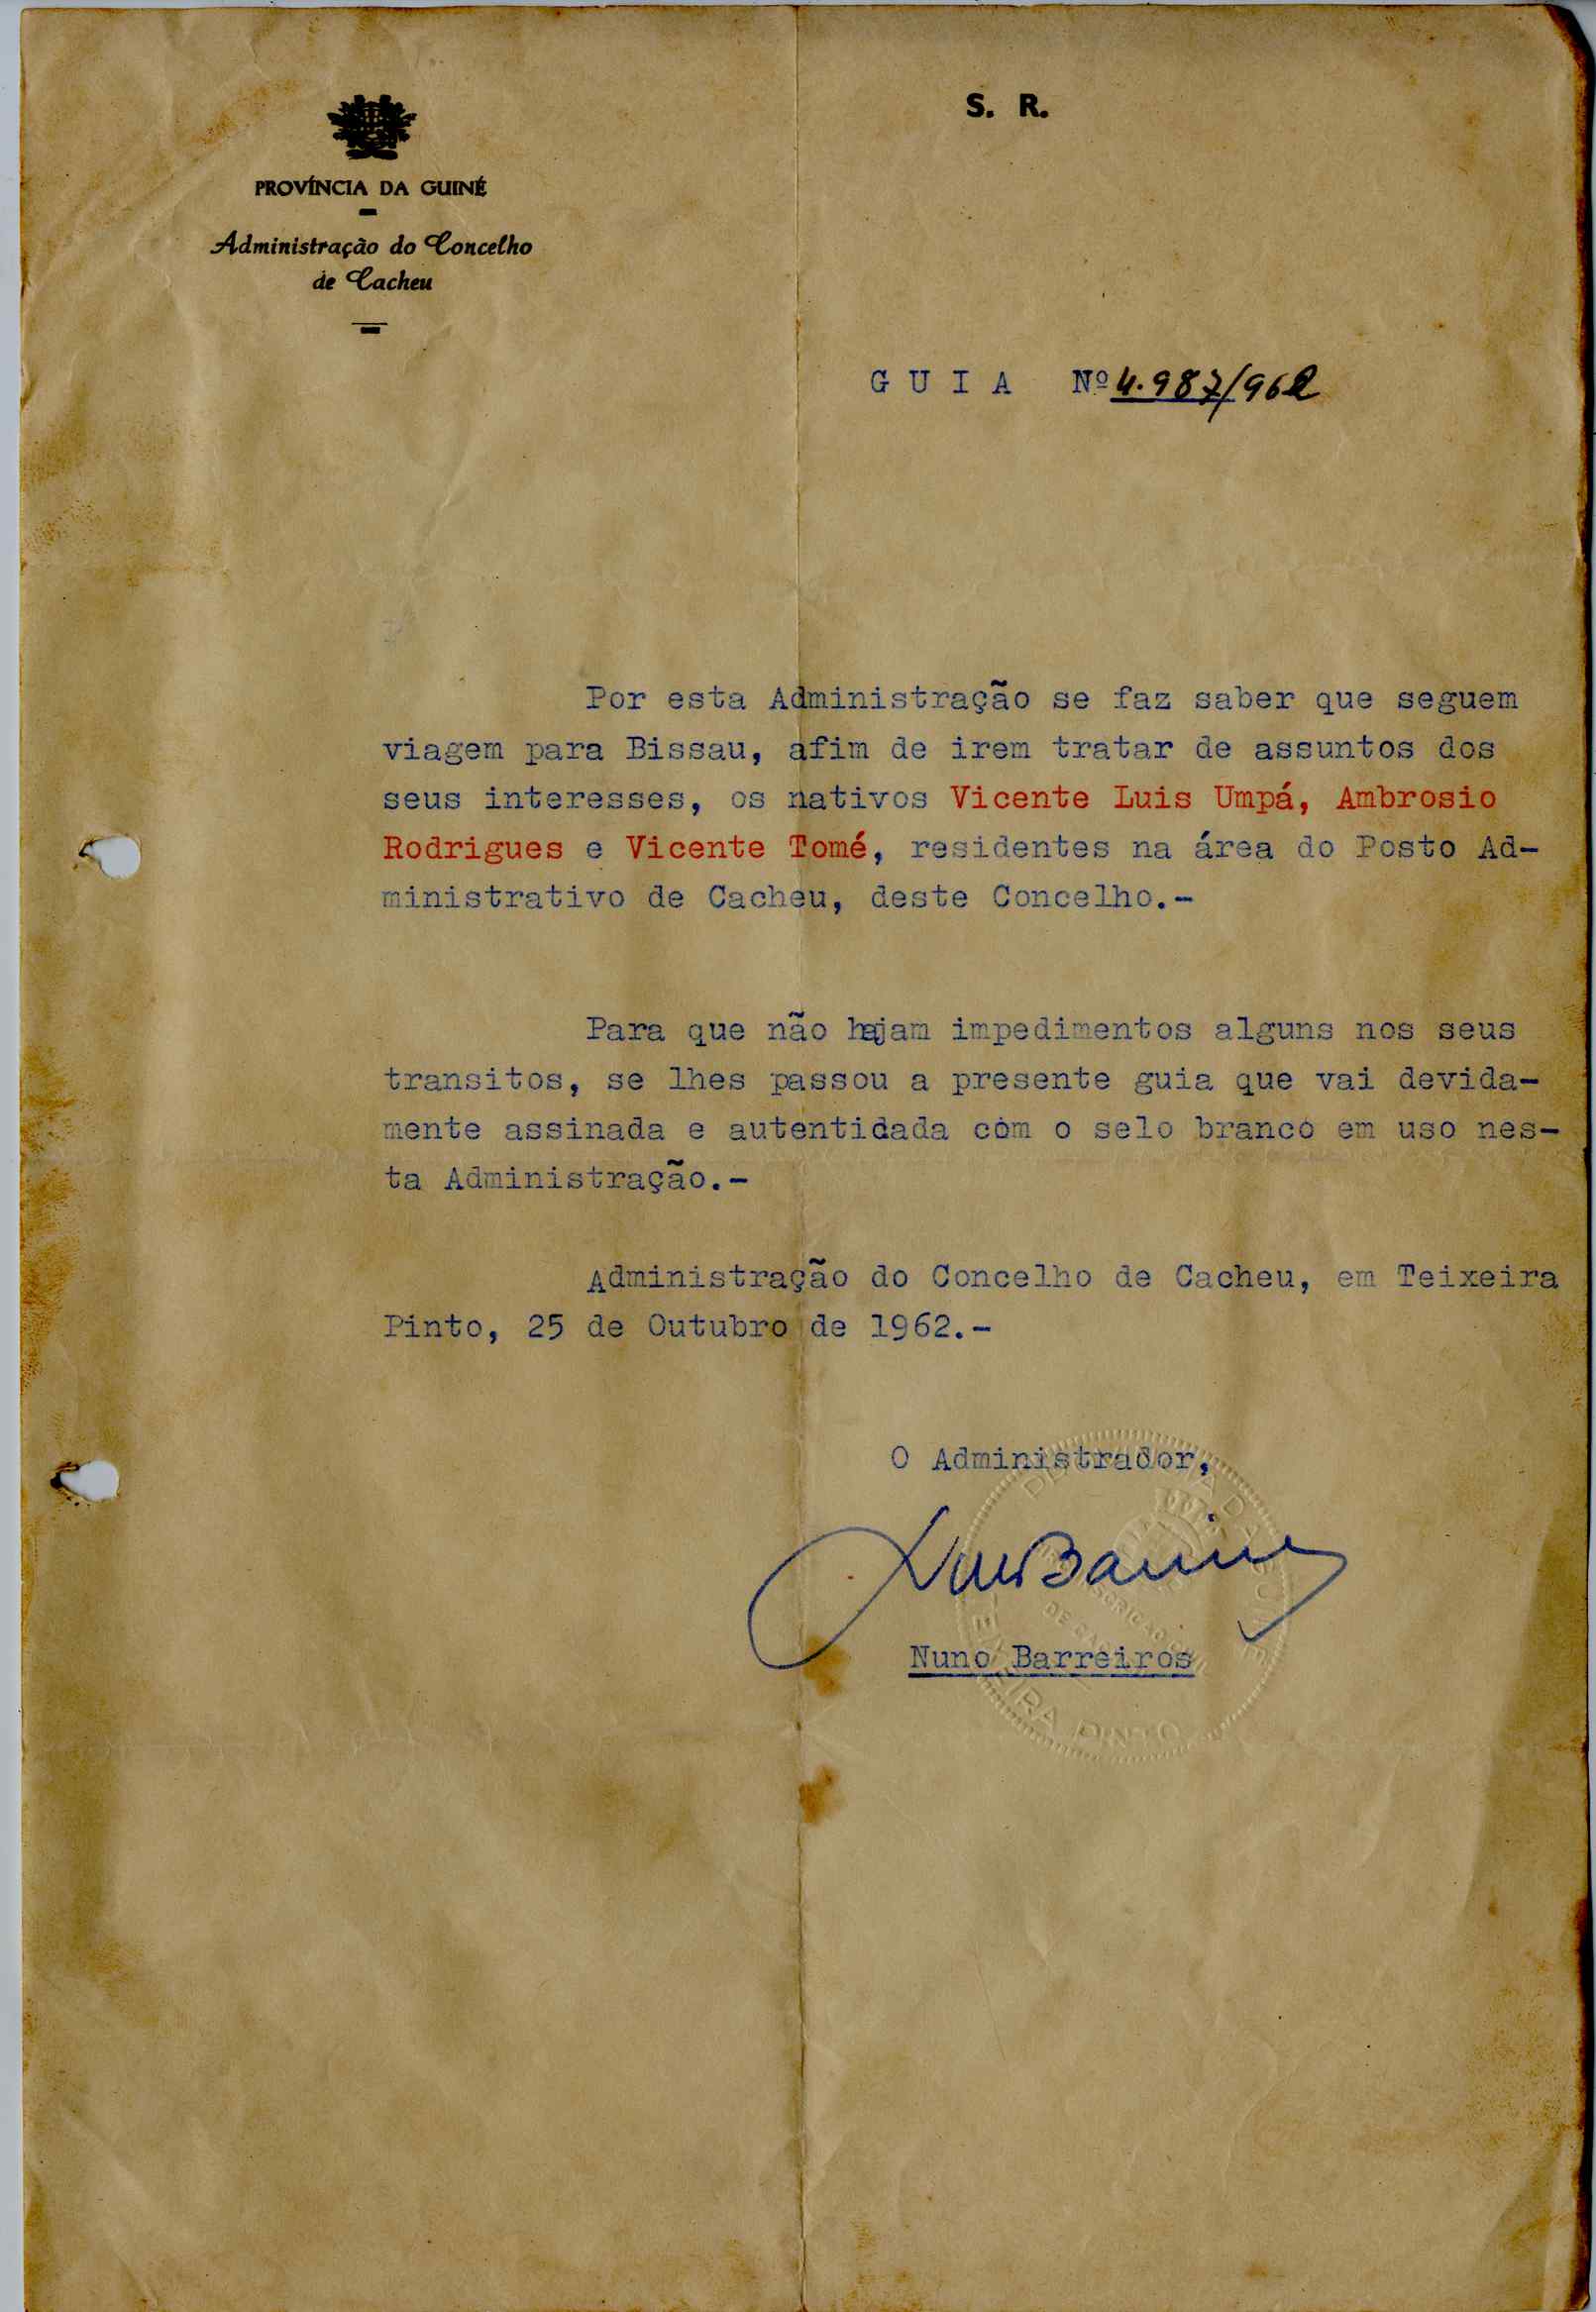 S. R.
PROVÍNCIA DA GUINÉ
Administração do Concelho
de Cacheu
G U I A Nº 4.987/962
Por esta Administração se faz saber que seguem
viagem para Bissau, afim de irem tratar de assuntos dos
seus interesses, os nativos Vicente Luis Umpá, Ambrosio
Rodrigues e Vicente Tomé, residentes na área do Posto Ad-
ministrativo de Cacheu, deste Concelho.-
Para que não hajam impedimentos alguns nos seus
transitos, se lhes passou a presente guia que vai devida-
mente assinada e autentidada com o selo branco em uso nes-
ta Administração.-
Administração do Concelho de Cacheu, em Teixeira
Pinto, 25 de Outubro de 1962.-
O Administrador,
Nuno Barreiros
TEIXEIRA PINTO